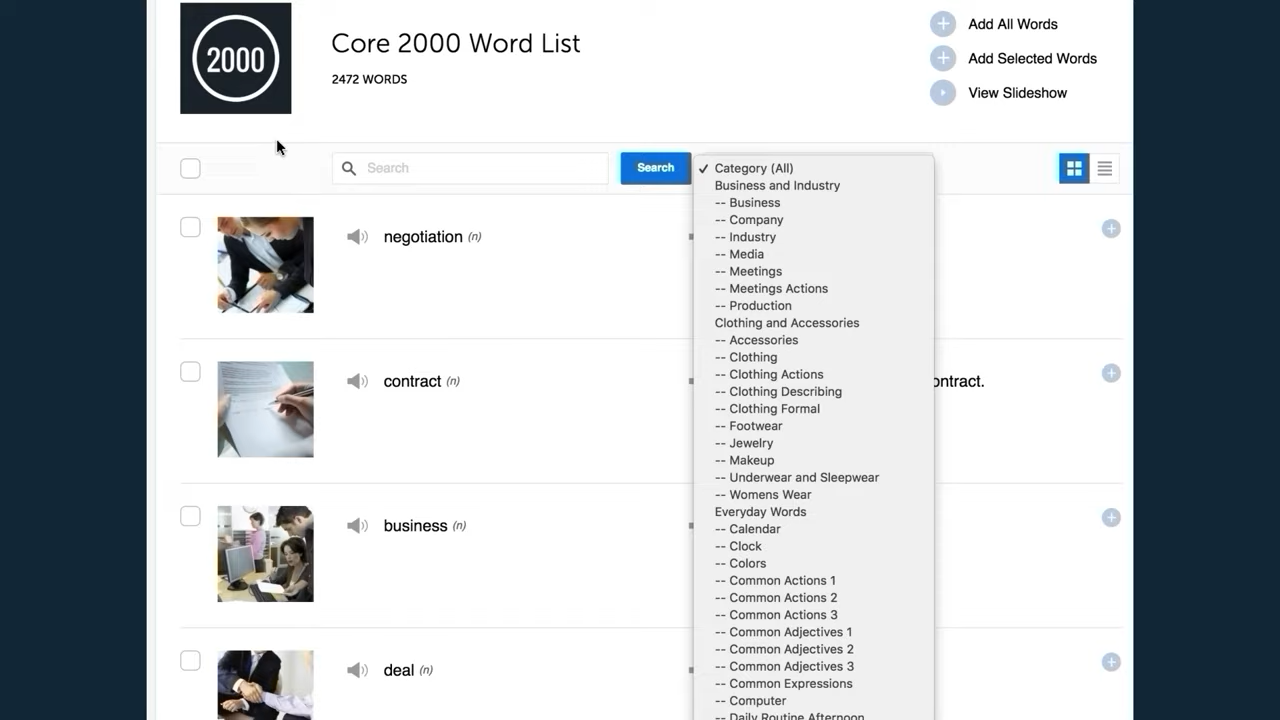 2000
Core 2000 Word List
2472 WORDS
Add All Words
Add Selected Words
View Slideshow
Search
Search
✓ Category (All)
Business and Industry
-- Business
-- Company
-- Industry
-- Media
-- Meetings
-- Meetings Actions
-- Production
Clothing and Accessories
-- Accessories
-- Clothing
-- Clothing Actions
-- Clothing Describing
-- Clothing Formal
-- Footwear
-- Jewelry
-- Makeup
-- Underwear and Sleepwear
-- Womens Wear
Everyday Words
-- Calendar
-- Clock
-- Colors
-- Common Actions 1
-- Common Actions 2
-- Common Actions 3
-- Common Adjectives 1
-- Common Adjectives 2
-- Common Adjectives 3
-- Common Expressions
-- Computer
-- Daily Routine Afternoon
negotiation (n)
contract (n)
ontract.
business (n)
deal (n)